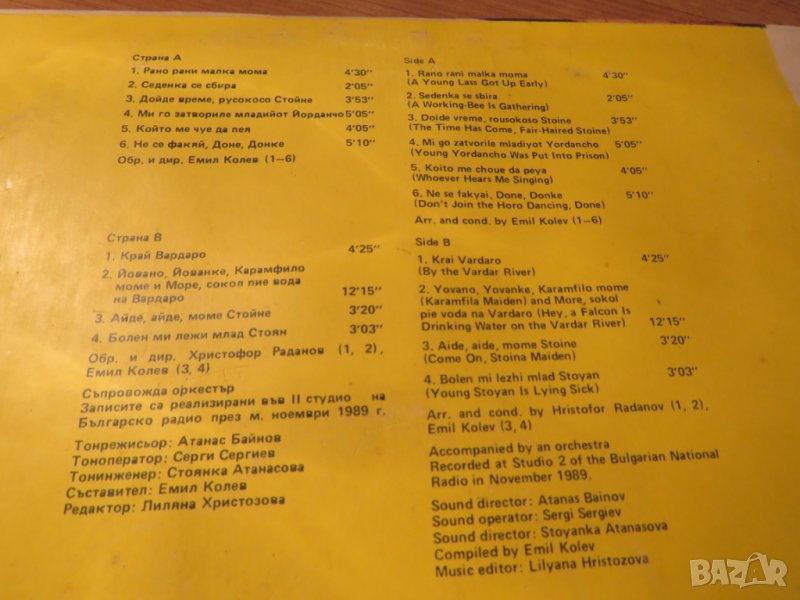 Страна А
1. Рано рани малка мома 4'30"
2. Седенка се сбира 2'05"
3. Дойде време, русокосо Стойне 3'53"
4. Ми го затвориле младийот Йорданчо 5'05"
5. Който ме чуе да пея 4'05"
6. Не се факяй, Доне, Донке 5'10"
Обр. и дир. Емил Колев (1—6)
Страна В
1. Край Вардаро 4'25"
2. Йовано, Йованке, Карамфило
моме и Море, сокол пие вода
на Вардаро 12'15"
3. Айде, айде, моме Стойне 3'20"
4. Болен ми лежи млад Стоян 3'03"
Обр. и дир. Христофор Раданов (1, 2),
Емил Колев (3, 4)
Съпровожда оркестър
Записите са реализирани във II студио на
Българско радио през м. ноември 1989 г.
Тонрежисьор: Атанас Байнов
Тоноператор: Серги Сергиев
Тонинженер: Стоянка Атанасова
Съставител: Емил Колев
Редактор: Лиляна Христозова
Side A
1. Rano rani malka moma 4'30"
(A Young Lass Got Up Early)
2. Sedenka se sbira 2'05"
(A Working-Bee Is Gathering)
3. Doide vreme, rousokoso Stoine 3'53"
(The Time Has Come, Fair-Haired Stoine)
4. Mi go zatvorile mladiyot Yordancho 5'05"
(Young Yordancho Was Put Into Prison)
5. Koito me choue da peya 4'05"
(Whoever Hears Me Singing)
6. Ne se fakyai, Done, Donke 5'10"
(Don't Join the Horo Dancing, Done)
Arr. and cond. by Emil Kolev (1—6)
Side B
1. Krai Vardaro 4'25"
(By the Vardar River)
2. Yovano, Yovanke, Karamfilo mome
(Karamfila Maiden) and More, sokol
pie voda na Vardaro (Hey, a Falcon Is
Drinking Water on the Vardar River) 12'15"
3. Aide, aide, mome Stoine 3'20"
(Come On, Stoina Maiden)
4. Bolen mi lezhi mlad Stoyan 3'03"
(Young Stoyan Is Lying Sick)
Arr. and cond. by Hristofor Radanov (1, 2),
Emil Kolev (3, 4)
Accompanied by an orchestra
Recorded at Studio 2 of the Bulgarian National
Radio in November 1989.
Sound director: Atanas Bainov
Sound operator: Sergi Sergiev
Sound director: Stoyanka Atanasova
Compiled by Emil Kolev
Music editor: Lilyana Hristozova
BAZAR